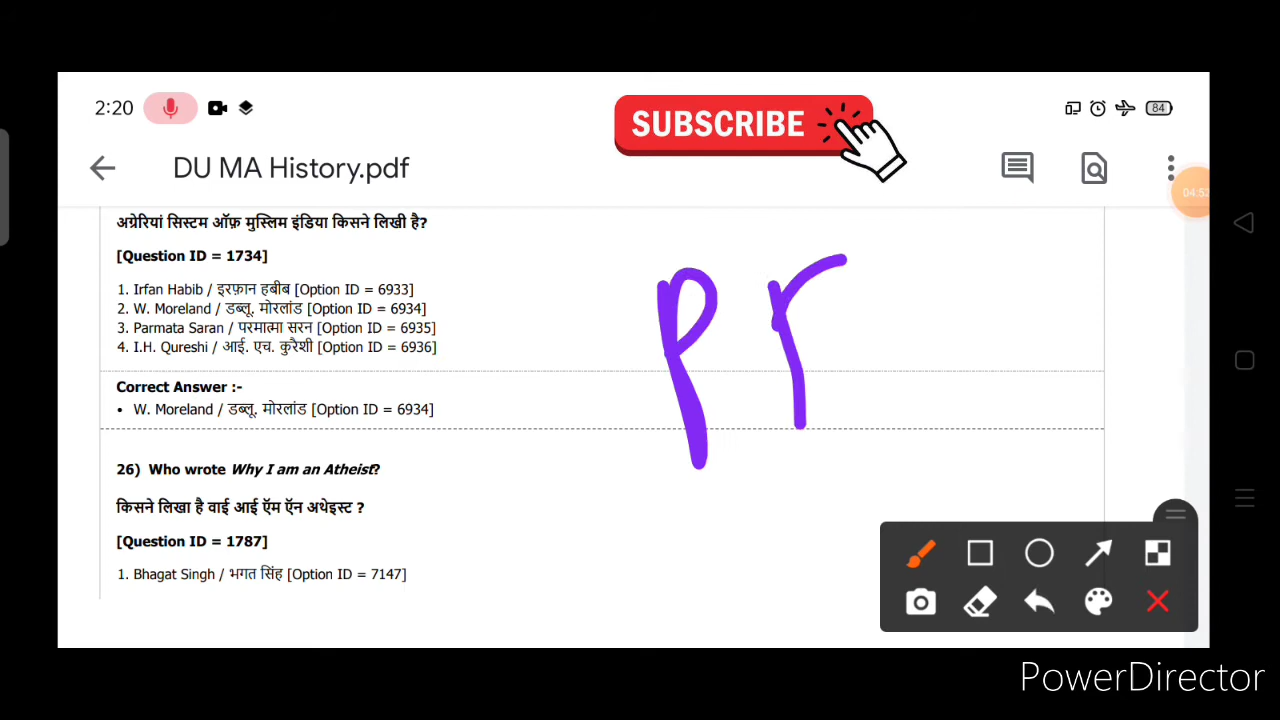 2:20
84
SUBSCRIBE
DU MA History.pdf
04:52
अग्रेरियां सिस्टम ऑफ़ मुस्लिम इंडिया किसने लिखी है?
[Question ID = 1734]
1. Irfan Habib / इरफ़ान हबीब [Option ID = 6933]
2. W. Moreland / डब्लू. मोरलांड [Option ID = 6934]
3. Parmata Saran / परमात्मा सरन [Option ID = 6935]
4. I.H. Qureshi / आई. एच. कुरैशी [Option ID = 6936]
Correct Answer :-
• W. Moreland / डब्लू. मोरलांड [Option ID = 6934]
26) Who wrote Why I am an Atheist?
किसने लिखा है वाई आई ऍम ऍन अथेइस्ट ?
[Question ID = 1787]
1. Bhagat Singh / भगत सिंह [Option ID = 7147]
PowerDirector